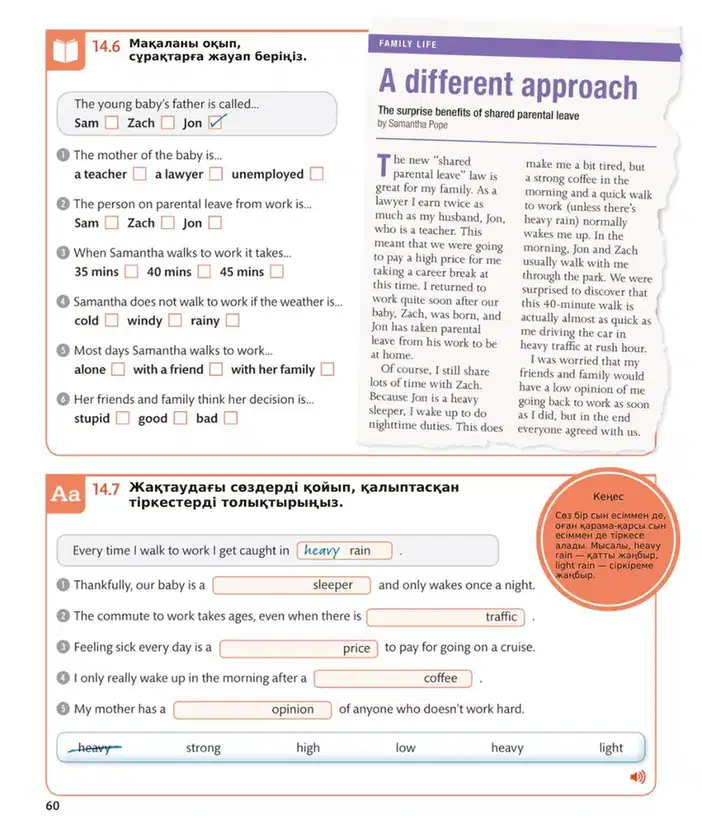 14.6 Мақаланы оқып,
сұрақтарға жауап беріңіз.
The young baby's father is called...
Sam Zach Jon
1 The mother of the baby is...
a teacher a lawyer unemployed
2 The person on parental leave from work is...
Sam Zach Jon
3 When Samantha walks to work it takes...
35 mins 40 mins 45 mins
4 Samantha does not walk to work if the weather is...
cold windy rainy
5 Most days Samantha walks to work...
alone with a friend with her family
6 Her friends and family think her decision is...
stupid good bad
FAMILY LIFE
A different approach
The surprise benefits of shared parental leave
by Samantha Pope
The new "shared
parental leave" law is
great for my family. As a
lawyer I earn twice as
much as my husband, Jon,
who is a teacher. This
meant that we were going
to pay a high price for me
taking a career break at
this time. I returned to
work quite soon after our
baby, Zach, was born, and
Jon has taken parental
leave from his work to be
at home.
Of course, I still share
lots of time with Zach.
Because Jon is a heavy
sleeper, I wake up to do
nighttime duties. This does
make me a bit tired, but
a strong coffee in the
morning and a quick walk
to work (unless there's
heavy rain) normally
wakes me up. In the
morning, Jon and Zach
usually walk with me
through the park. We were
surprised to discover that
this 40-minute walk is
actually almost as quick as
me driving the car in
heavy traffic at rush hour.
I was worried that my
friends and family would
have a low opinion of me
going back to work as soon
as I did, but in the end
everyone agreed with us.
Aa 14.7 Жақтаудағы сөздерді қойып, қалыптасқан
тіркестерді толықтырыңыз.
Кеңес
Сөз бір сын есіммен де,
оған қарама-қарсы сын
есіммен де тіркесе
алады. Мысалы, heavy
rain — қатты жаңбыр,
light rain — сіркіреме
жаңбыр.
Every time I walk to work I get caught in heavy rain .
1 Thankfully, our baby is a sleeper and only wakes once a night.
2 The commute to work takes ages, even when there is traffic .
3 Feeling sick every day is a price to pay for going on a cruise.
4 I only really wake up in the morning after a coffee .
5 My mother has a opinion of anyone who doesn't work hard.
heavy strong high low heavy light
60